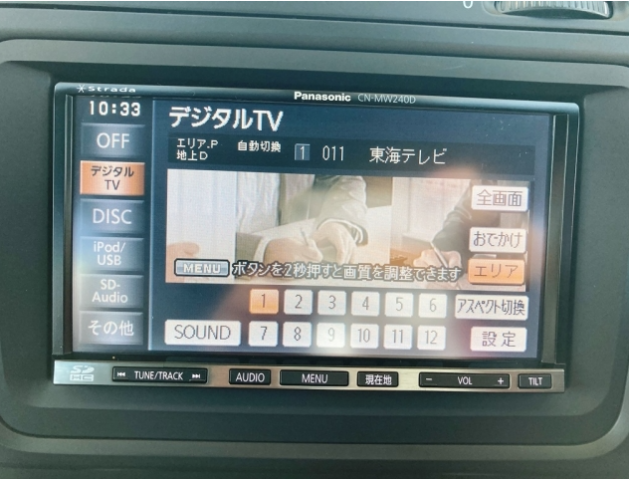 Strada
Panasonic CN-MW240D
10:33
デジタルTV
OFF
エリア.P
地上D
自動切換
1 011 東海テレビ
デジタル
TV
全画面
DISC
おでかけ
iPod/
USB
MENU ボタンを2秒押すと画質を調整できます
エリア
SD-
Audio
1 2 3 4 5 6 アスペクト切換
その他
SOUND 7 8 9 10 11 12 設定
SD
HC
TUNE/TRACK
AUDIO
MENU
現在地
- VOL +
TILT
0